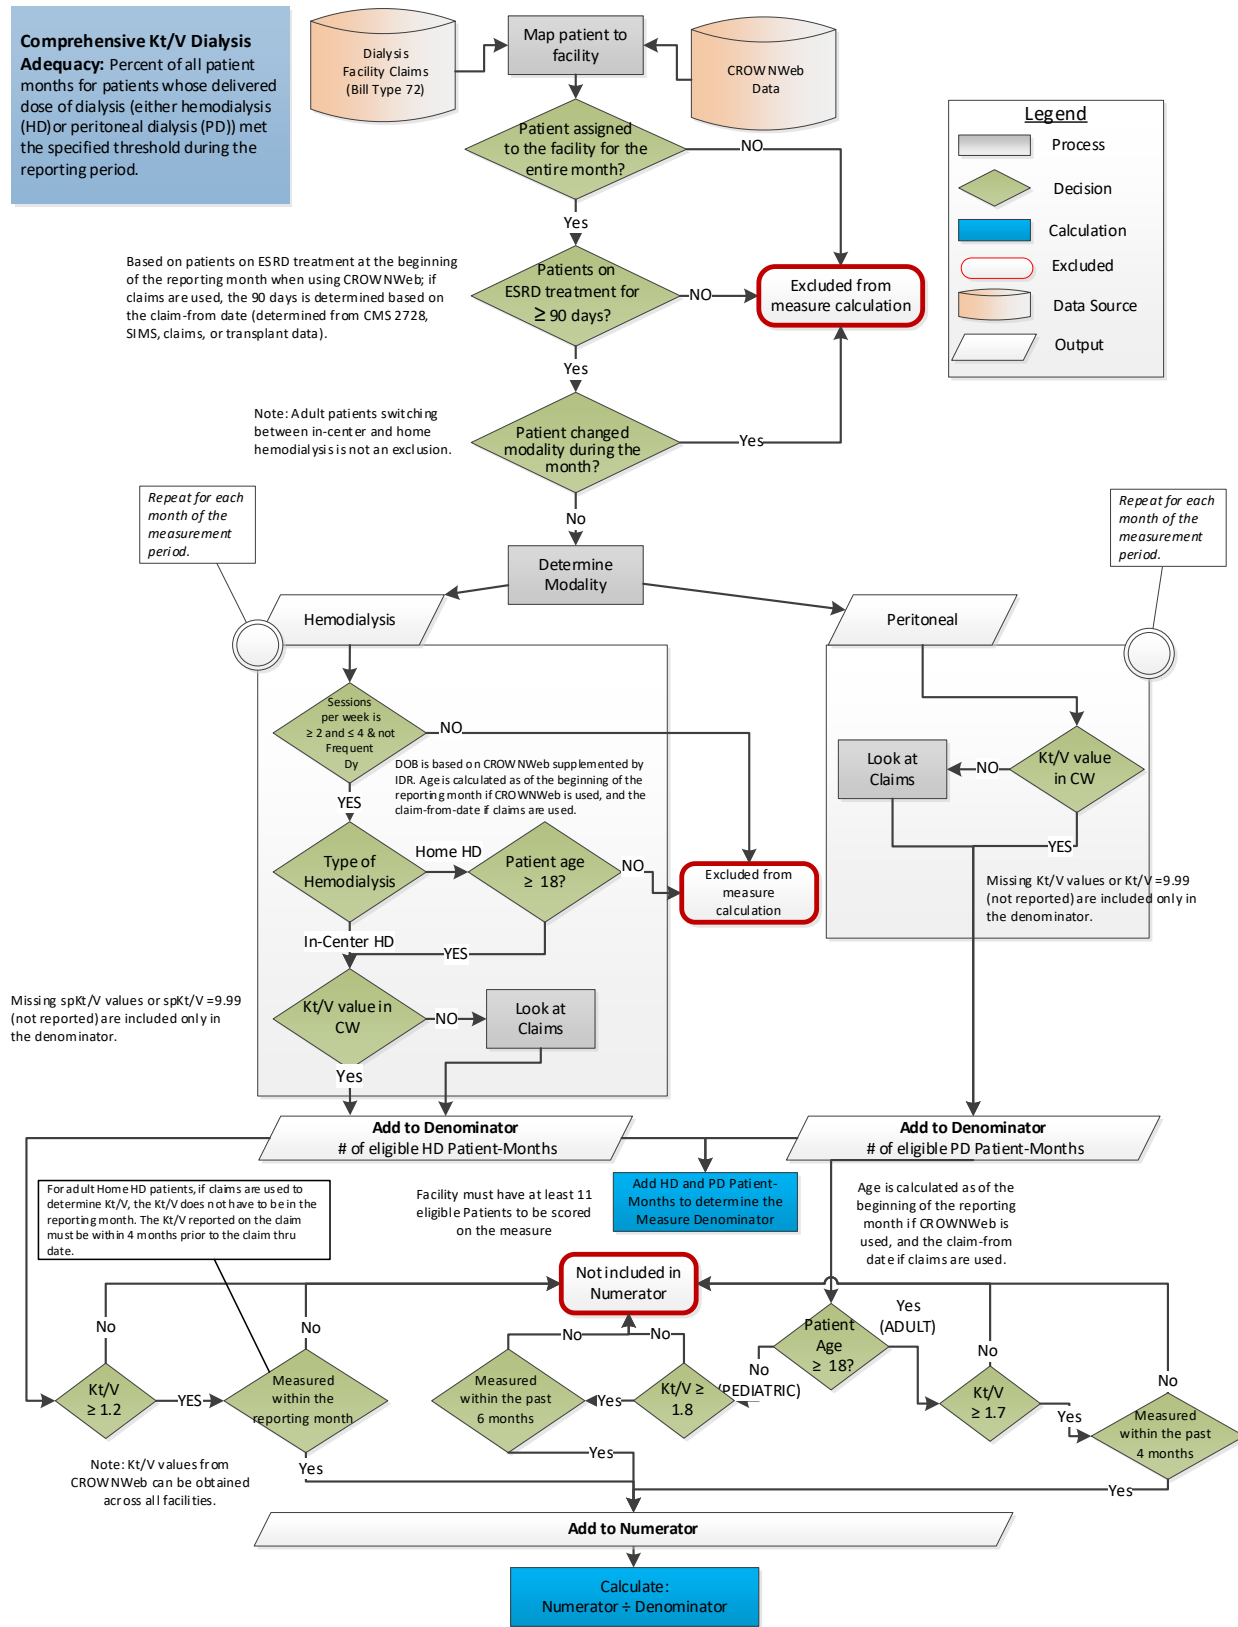 Comprehensive Kt/V Dialysis
Adequacy: Percent of all patient
months for patients whose delivered
dose of dialysis (either hemodialysis
(HD) or peritoneal dialysis (PD)) met
the specified threshold during the
reporting period.
Dialysis
Facility Claims
(Bill Type 72)
Map patient to
facility
CROWNWeb
Data
Legend
Process
Decision
Calculation
Excluded
Data Source
Output
Patient assigned
to the facility for the
entire month?
NO
Yes
Based on patients on ESRD treatment at the beginning
of the reporting month when using CROWNWeb; if
claims are used, the 90 days is determined based on
the claim-from date (determined from CMS 2728,
SIMS, claims, or transplant data).
Patients on
ESRD treatment for
≥ 90 days?
NO
Excluded from
measure calculation
Yes
Note: Adult patients switching
between in-center and home
hemodialysis is not an exclusion.
Patient changed
modality during the
month?
Yes
No
Repeat for each
month of the
measurement
period.
Repeat for each
month of the
measurement
period.
Determine
Modality
Hemodialysis
Peritoneal
Sessions
per week is
≥ 2 and ≤ 4 & not
Frequent
Dy
NO
YES
DOB is based on CROWNWeb supplemented by
IDR. Age is calculated as of the beginning of the
reporting month if CROWNWeb is used, and the
claim-from-date if claims are used.
Look at
Claims
NO
Kt/V value
in CW
YES
Type of
Hemodialysis
Home HD
Patient age
≥ 18?
NO
Excluded from
measure
calculation
Missing Kt/V values or Kt/V =9.99
(not reported) are included only in
the denominator.
In-Center HD
YES
Missing spKt/V values or spKt/V =9.99
(not reported) are included only in
the denominator.
Kt/V value in
CW
NO
Look at
Claims
Yes
Add to Denominator
# of eligible HD Patient-Months
Add to Denominator
# of eligible PD Patient-Months
For adult Home HD patients, if claims are used to
determine Kt/V, the Kt/V does not have to be in the
reporting month. The Kt/V reported on the claim
must be within 4 months prior to the claim thru
date.
Facility must have at least 11
eligible Patients to be scored
on the measure
Add HD and PD Patient-
Months to determine the
Measure Denominator
Age is calculated as of the
beginning of the reporting
month if CROWNWeb is
used, and the claim-from
date if claims are used.
Not included in
Numerator
No
No
No
No
Patient
Age
≥ 18?
Yes
(ADULT)
No
No
No
(PEDIATRIC)
Kt/V
≥ 1.2
YES
Measured
within the
reporting month
Measured
within the past
6 months
Yes
Kt/V ≥
1.8
Kt/V
≥ 1.7
Yes
Measured
within the past
4 months
Note: Kt/V values from
CROWNWeb can be obtained
across all facilities.
Yes
Yes
Yes
Add to Numerator
Calculate:
Numerator ÷ Denominator